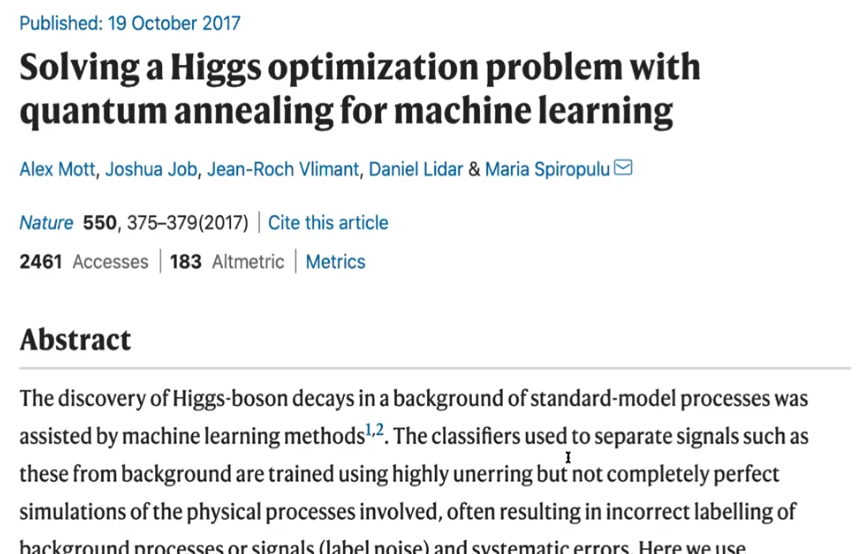 Published: 19 October 2017
Solving a Higgs optimization problem with
quantum annealing for machine learning
Alex Mott, Joshua Job, Jean-Roch Vlimant, Daniel Lidar & Maria Spiropulu
Nature 550, 375–379(2017) | Cite this article
2461 Accesses | 183 Altmetric | Metrics
Abstract
The discovery of Higgs-boson decays in a background of standard-model processes was
assisted by machine learning methods1,2. The classifiers used to separate signals such as
these from background are trained using highly unerring but not completely perfect
simulations of the physical processes involved, often resulting in incorrect labelling of
background processes or signals (label noise) and systematic errors. Here we use